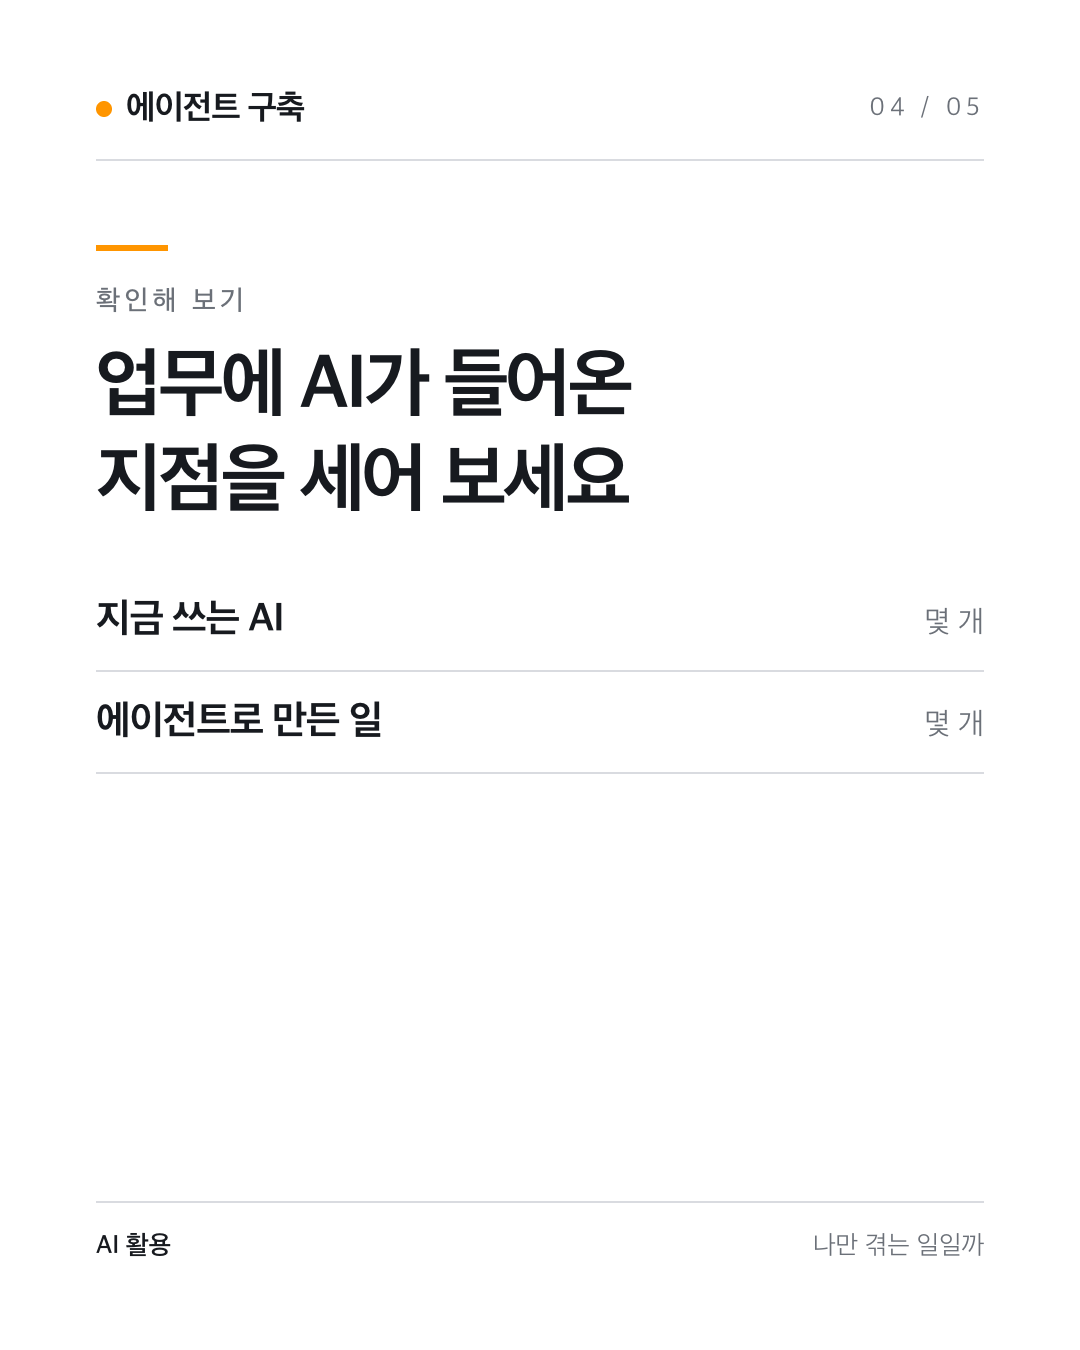 에이전트 구축
04 / 05
확인해 보기
업무에 AI가 들어온
지점을 세어 보세요
지금 쓰는 AI
몇 개
에이전트로 만든 일
몇 개
AI 활용
나만 겪는 일일까